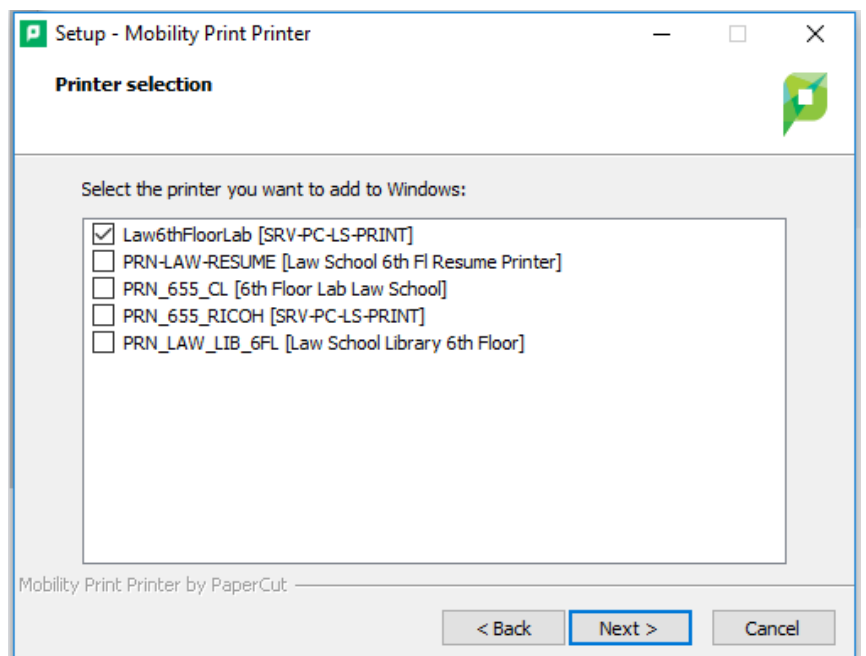 Setup - Mobility Print Printer
Printer selection
Select the printer you want to add to Windows:
Law6thFloorLab [SRV-PC-LS-PRINT]
PRN-LAW-RESUME [Law School 6th Fl Resume Printer]
PRN_655_CL [6th Floor Lab Law School]
PRN_655_RICOH [SRV-PC-LS-PRINT]
PRN_LAW_LIB_6FL [Law School Library 6th Floor]
Mobility Print Printer by PaperCut
< Back Next > Cancel